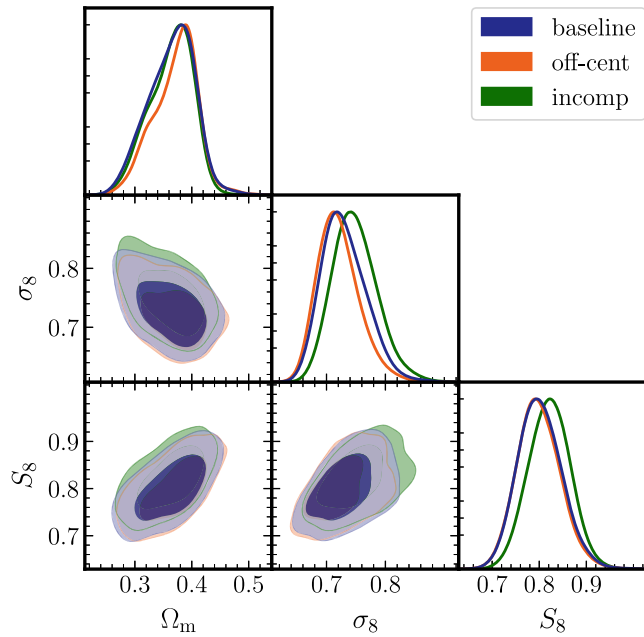 baseline
off-cent
incomp
0.8
0.7
σ₈
0.9
0.8
0.7
S₈
0.3 0.4 0.5
0.7 0.8
0.7 0.8 0.9
Ωₘ σ₈ S₈